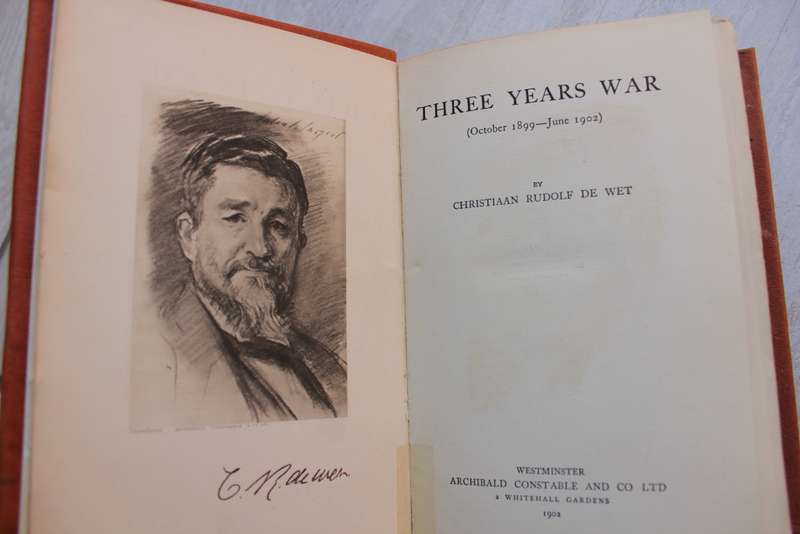 C. R. de Wet
THREE YEARS WAR
(October 1899—June 1902)
BY
CHRISTIAAN RUDOLF DE WET
WESTMINSTER
ARCHIBALD CONSTABLE AND CO LTD
2 WHITEHALL GARDENS
1902